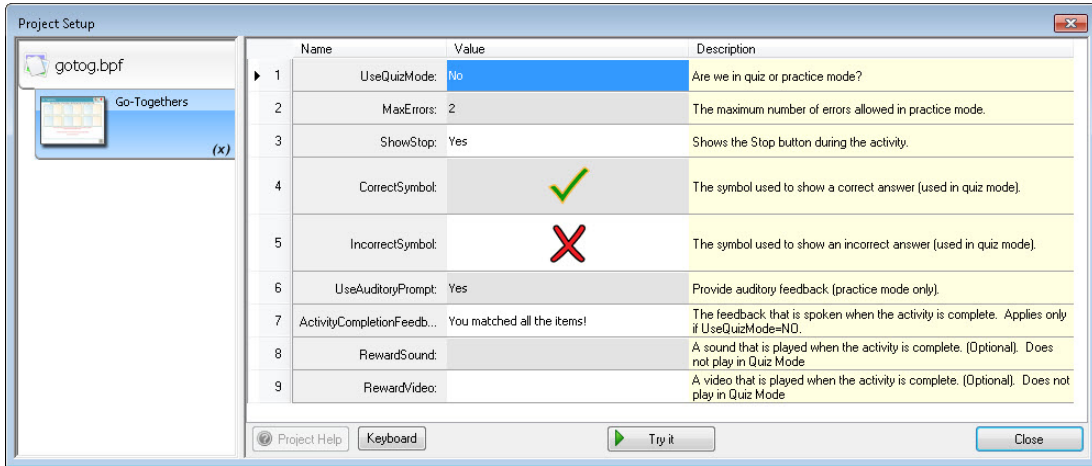 Project Setup
gotog.bpf
Go-Togethers
(x)
Name Value Description
1 UseQuizMode: No Are we in quiz or practice mode?
2 MaxErrors: 2 The maximum number of errors allowed in practice mode.
3 ShowStop: Yes Shows the Stop button during the activity.
4 CorrectSymbol: The symbol used to show a correct answer (used in quiz mode).
5 IncorrectSymbol: The symbol used to show an incorrect answer (used in quiz mode).
6 UseAuditoryPrompt: Yes Provide auditory feedback (practice mode only).
7 ActivityCompletionFeedb... You matched all the items! The feedback that is spoken when the activity is complete. Applies only
if UseQuizMode=NO.
8 RewardSound: A sound that is played when the activity is complete. (Optional). Does
not play in Quiz Mode
9 RewardVideo: A video that is played when the activity is complete. (Optional). Does not
play in Quiz Mode
Project Help Keyboard Try it Close